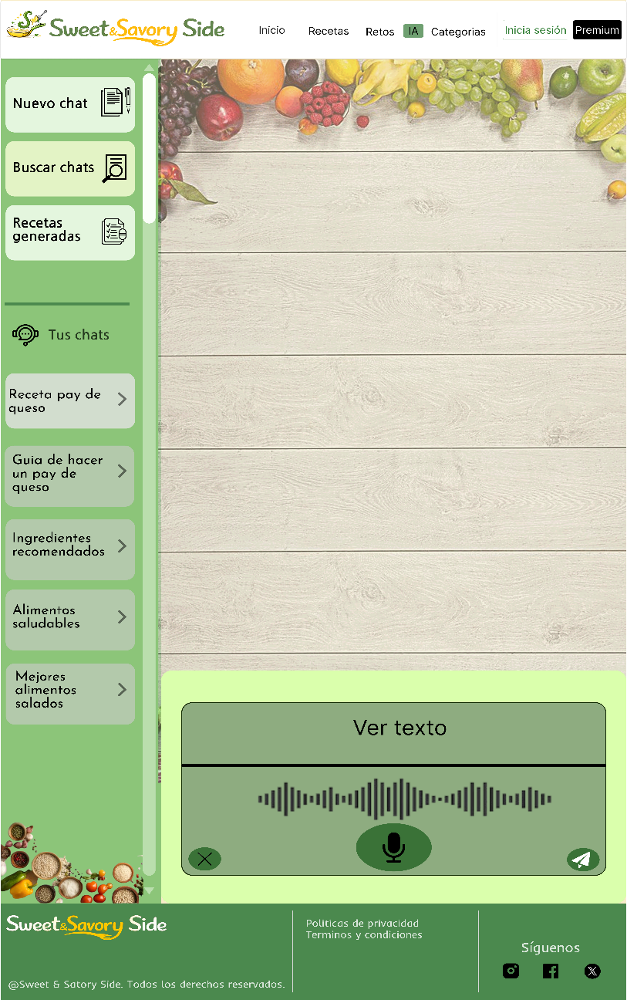 Sweet&Savory Side
Inicio
Recetas
Retos
IA
Categorias
Inicia sesión
Premium
Nuevo chat
Buscar chats
Recetas
generadas
Tus chats
Receta pay de
queso
Guia de hacer
un pay de
queso
Ingredientes
recomendados
Alimentos
saludables
Mejores
alimentos
salados
Ver texto
Sweet&Savory Side
@Sweet & Satory Side. Todos los derechos reservados.
Politicas de privacidad
Terminos y condiciones
Síguenos